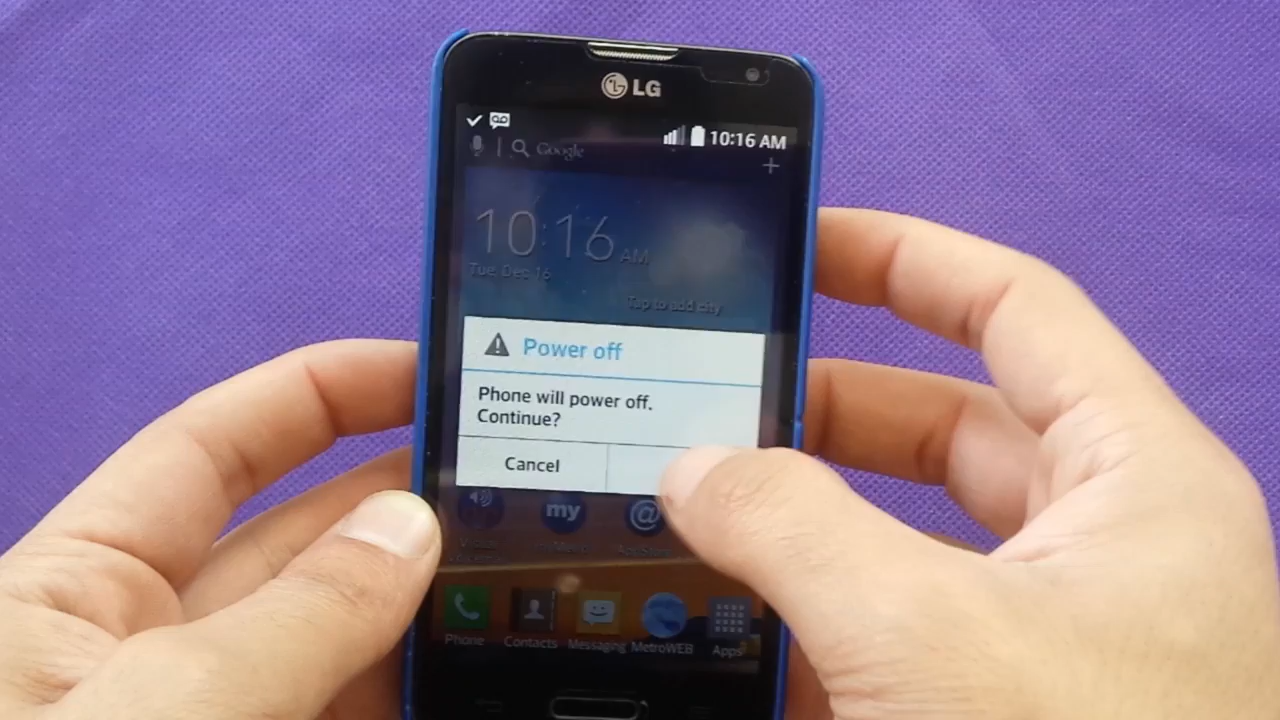 LG
10:16 AM
Google
10:16 AM
Tue, Dec 16
Tap to add city
Power off
Phone will power off.
Continue?
Cancel
my
@
Phone
Contacts
Messaging
MetroWEB
Apps